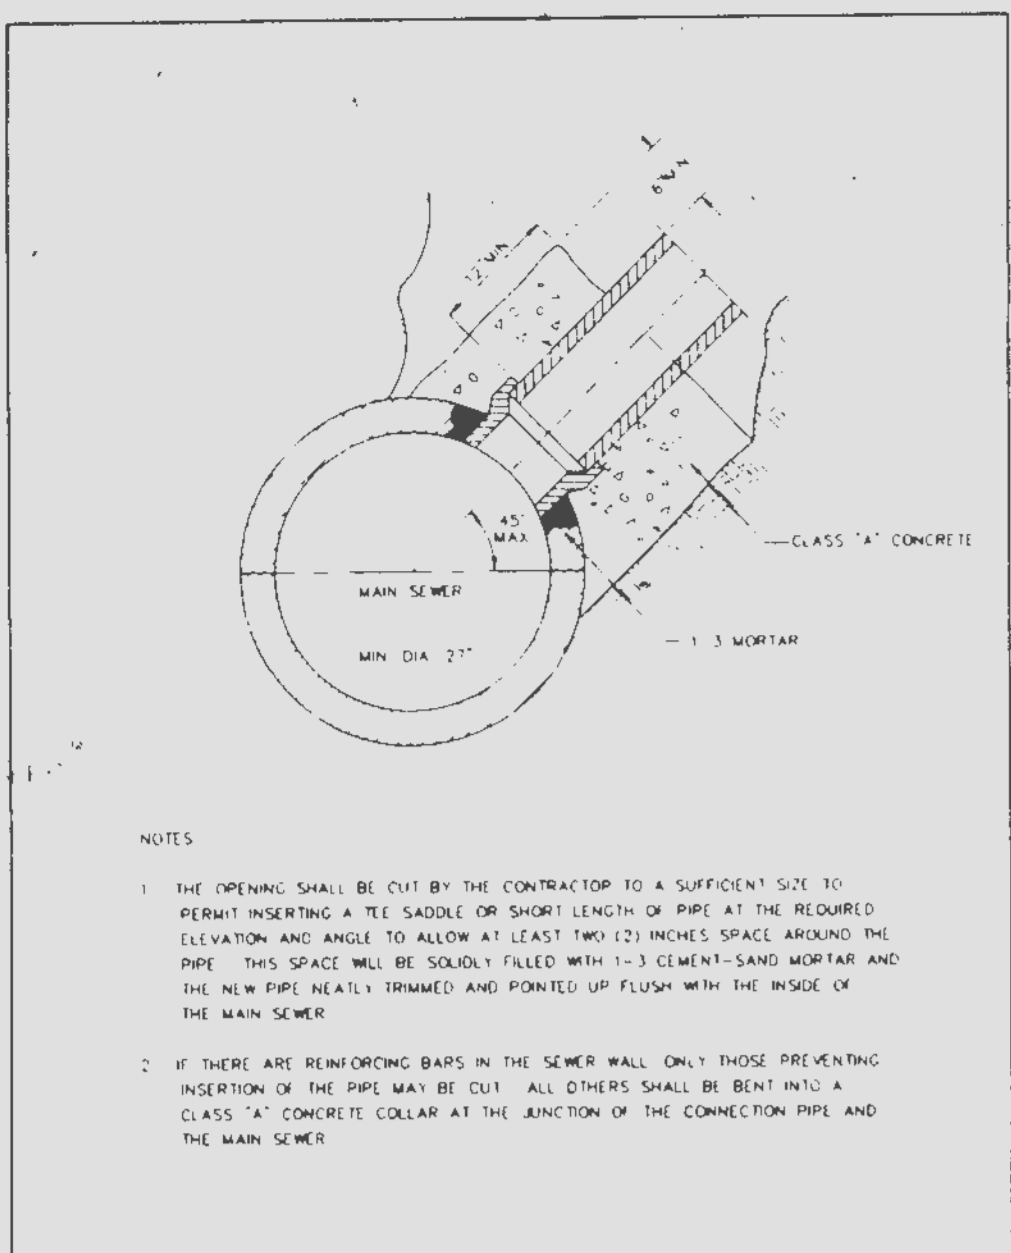 6" MIN
12" MIN
45°
MAX
CLASS "A" CONCRETE
MAIN SEWER
1-3 MORTAR
MIN DIA 27"
NOTES
1 THE OPENING SHALL BE CUT BY THE CONTRACTOR TO A SUFFICIENT SIZE TO
PERMIT INSERTING A TEE SADDLE OR SHORT LENGTH OF PIPE AT THE REQUIRED
ELEVATION AND ANGLE TO ALLOW AT LEAST TWO (2) INCHES SPACE AROUND THE
PIPE THIS SPACE WILL BE SOLIDLY FILLED WITH 1-3 CEMENT-SAND MORTAR AND
THE NEW PIPE NEATLY TRIMMED AND POINTED UP FLUSH WITH THE INSIDE OF
THE MAIN SEWER
2 IF THERE ARE REINFORCING BARS IN THE SEWER WALL ONLY THOSE PREVENTING
INSERTION OF THE PIPE MAY BE CUT ALL OTHERS SHALL BE BENT INTO A
CLASS "A" CONCRETE COLLAR AT THE JUNCTION OF THE CONNECTION PIPE AND
THE MAIN SEWER